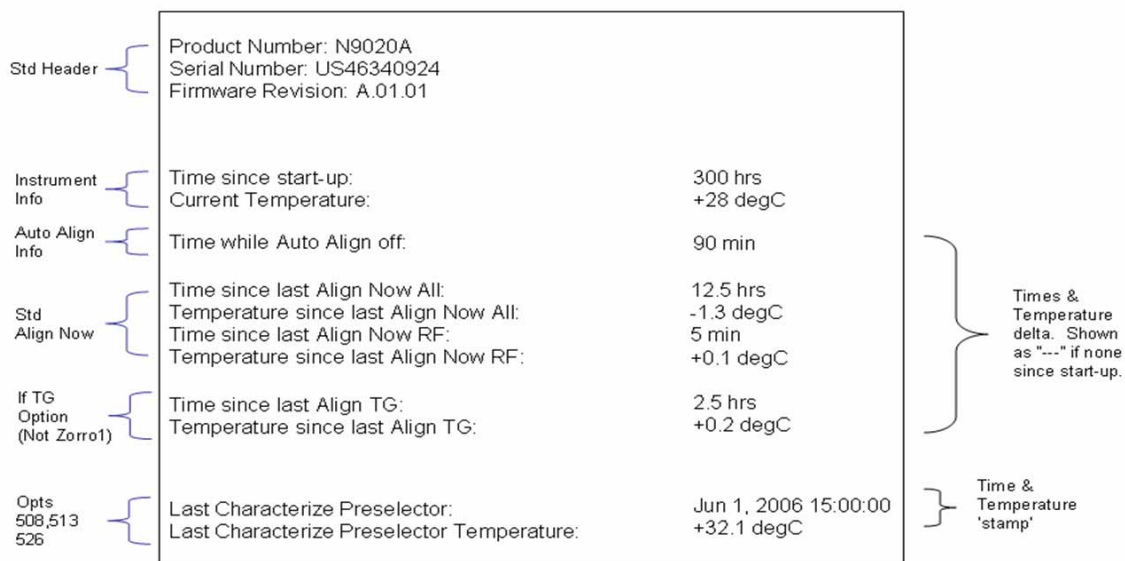 Std Header
Product Number: N9020A
Serial Number: US46340924
Firmware Revision: A.01.01
Instrument
Info
Time since start-up: 300 hrs
Current Temperature: +28 degC
Auto Align
Info
Time while Auto Align off: 90 min
Std
Align Now
Time since last Align Now All: 12.5 hrs
Temperature since last Align Now All: -1.3 degC
Time since last Align Now RF: 5 min
Temperature since last Align Now RF: +0.1 degC
Times &
Temperature
delta. Shown
as "---" if none
since start-up.
If TG
Option
(Not Zorro1)
Time since last Align TG: 2.5 hrs
Temperature since last Align TG: +0.2 degC
Opts
508,513
526
Last Characterize Preselector: Jun 1, 2006 15:00:00
Last Characterize Preselector Temperature: +32.1 degC
Time &
Temperature
'stamp'